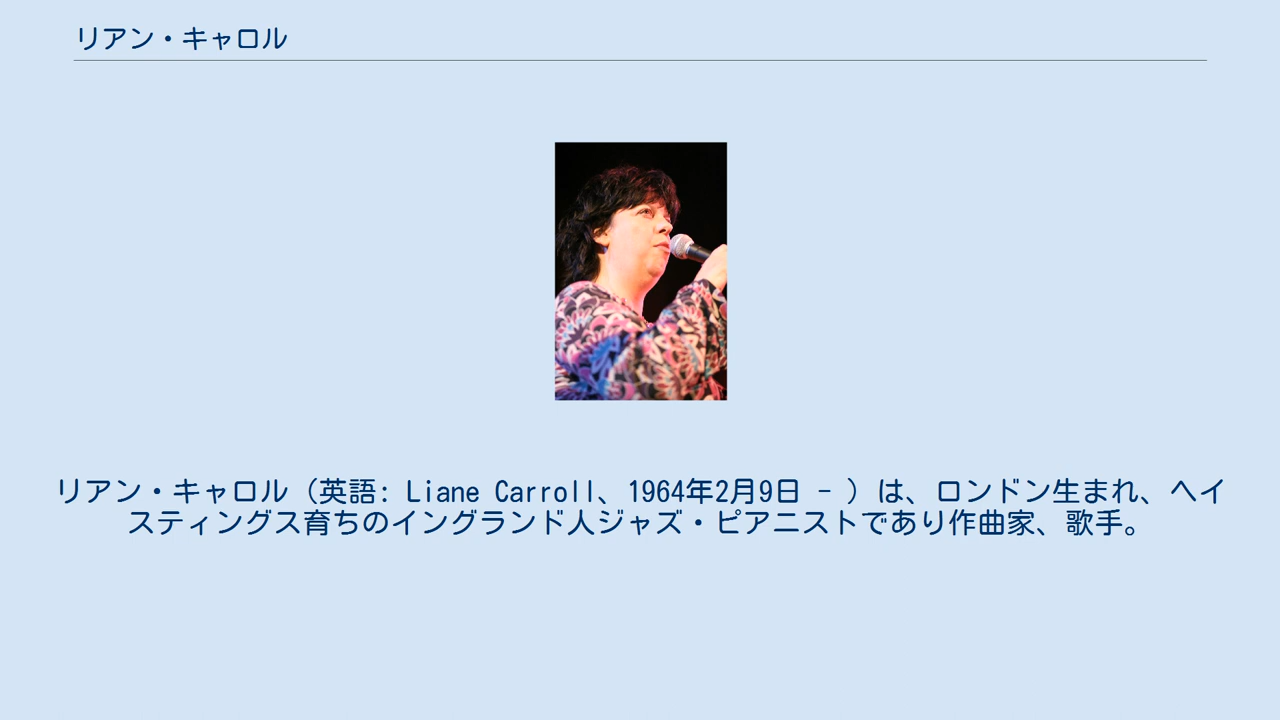 リアン・キャロル
リアン・キャロル（英語: Liane Carroll、1964年2月9日 - ）は、ロンドン生まれ、ヘイ
スティングス育ちのイングランド人ジャズ・ピアニストであり作曲家、歌手。